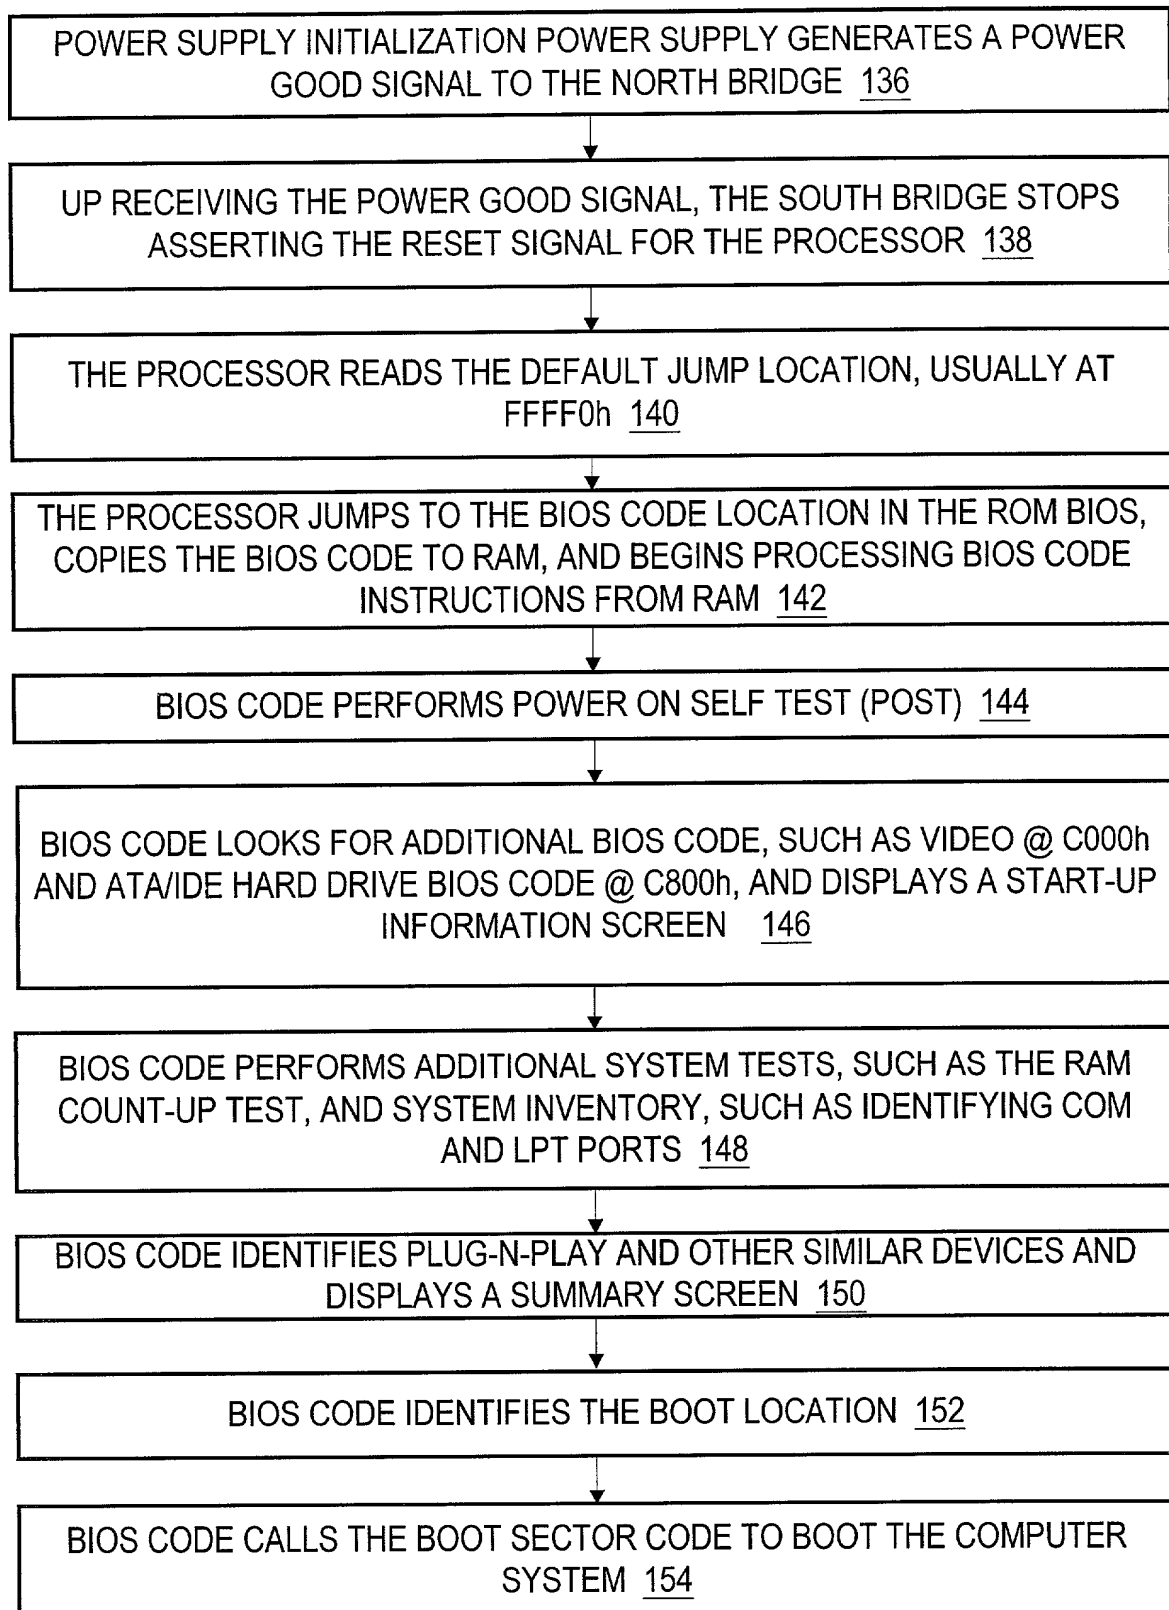 POWER SUPPLY INITIALIZATION POWER SUPPLY GENERATES A POWER
GOOD SIGNAL TO THE NORTH BRIDGE 136
UP RECEIVING THE POWER GOOD SIGNAL, THE SOUTH BRIDGE STOPS
ASSERTING THE RESET SIGNAL FOR THE PROCESSOR 138
THE PROCESSOR READS THE DEFAULT JUMP LOCATION, USUALLY AT
FFFF0h 140
THE PROCESSOR JUMPS TO THE BIOS CODE LOCATION IN THE ROM BIOS,
COPIES THE BIOS CODE TO RAM, AND BEGINS PROCESSING BIOS CODE
INSTRUCTIONS FROM RAM 142
BIOS CODE PERFORMS POWER ON SELF TEST (POST) 144
BIOS CODE LOOKS FOR ADDITIONAL BIOS CODE, SUCH AS VIDEO @ C000h
AND ATA/IDE HARD DRIVE BIOS CODE @ C800h, AND DISPLAYS A START-UP
INFORMATION SCREEN 146
BIOS CODE PERFORMS ADDITIONAL SYSTEM TESTS, SUCH AS THE RAM
COUNT-UP TEST, AND SYSTEM INVENTORY, SUCH AS IDENTIFYING COM
AND LPT PORTS 148
BIOS CODE IDENTIFIES PLUG-N-PLAY AND OTHER SIMILAR DEVICES AND
DISPLAYS A SUMMARY SCREEN 150
BIOS CODE IDENTIFIES THE BOOT LOCATION 152
BIOS CODE CALLS THE BOOT SECTOR CODE TO BOOT THE COMPUTER
SYSTEM 154